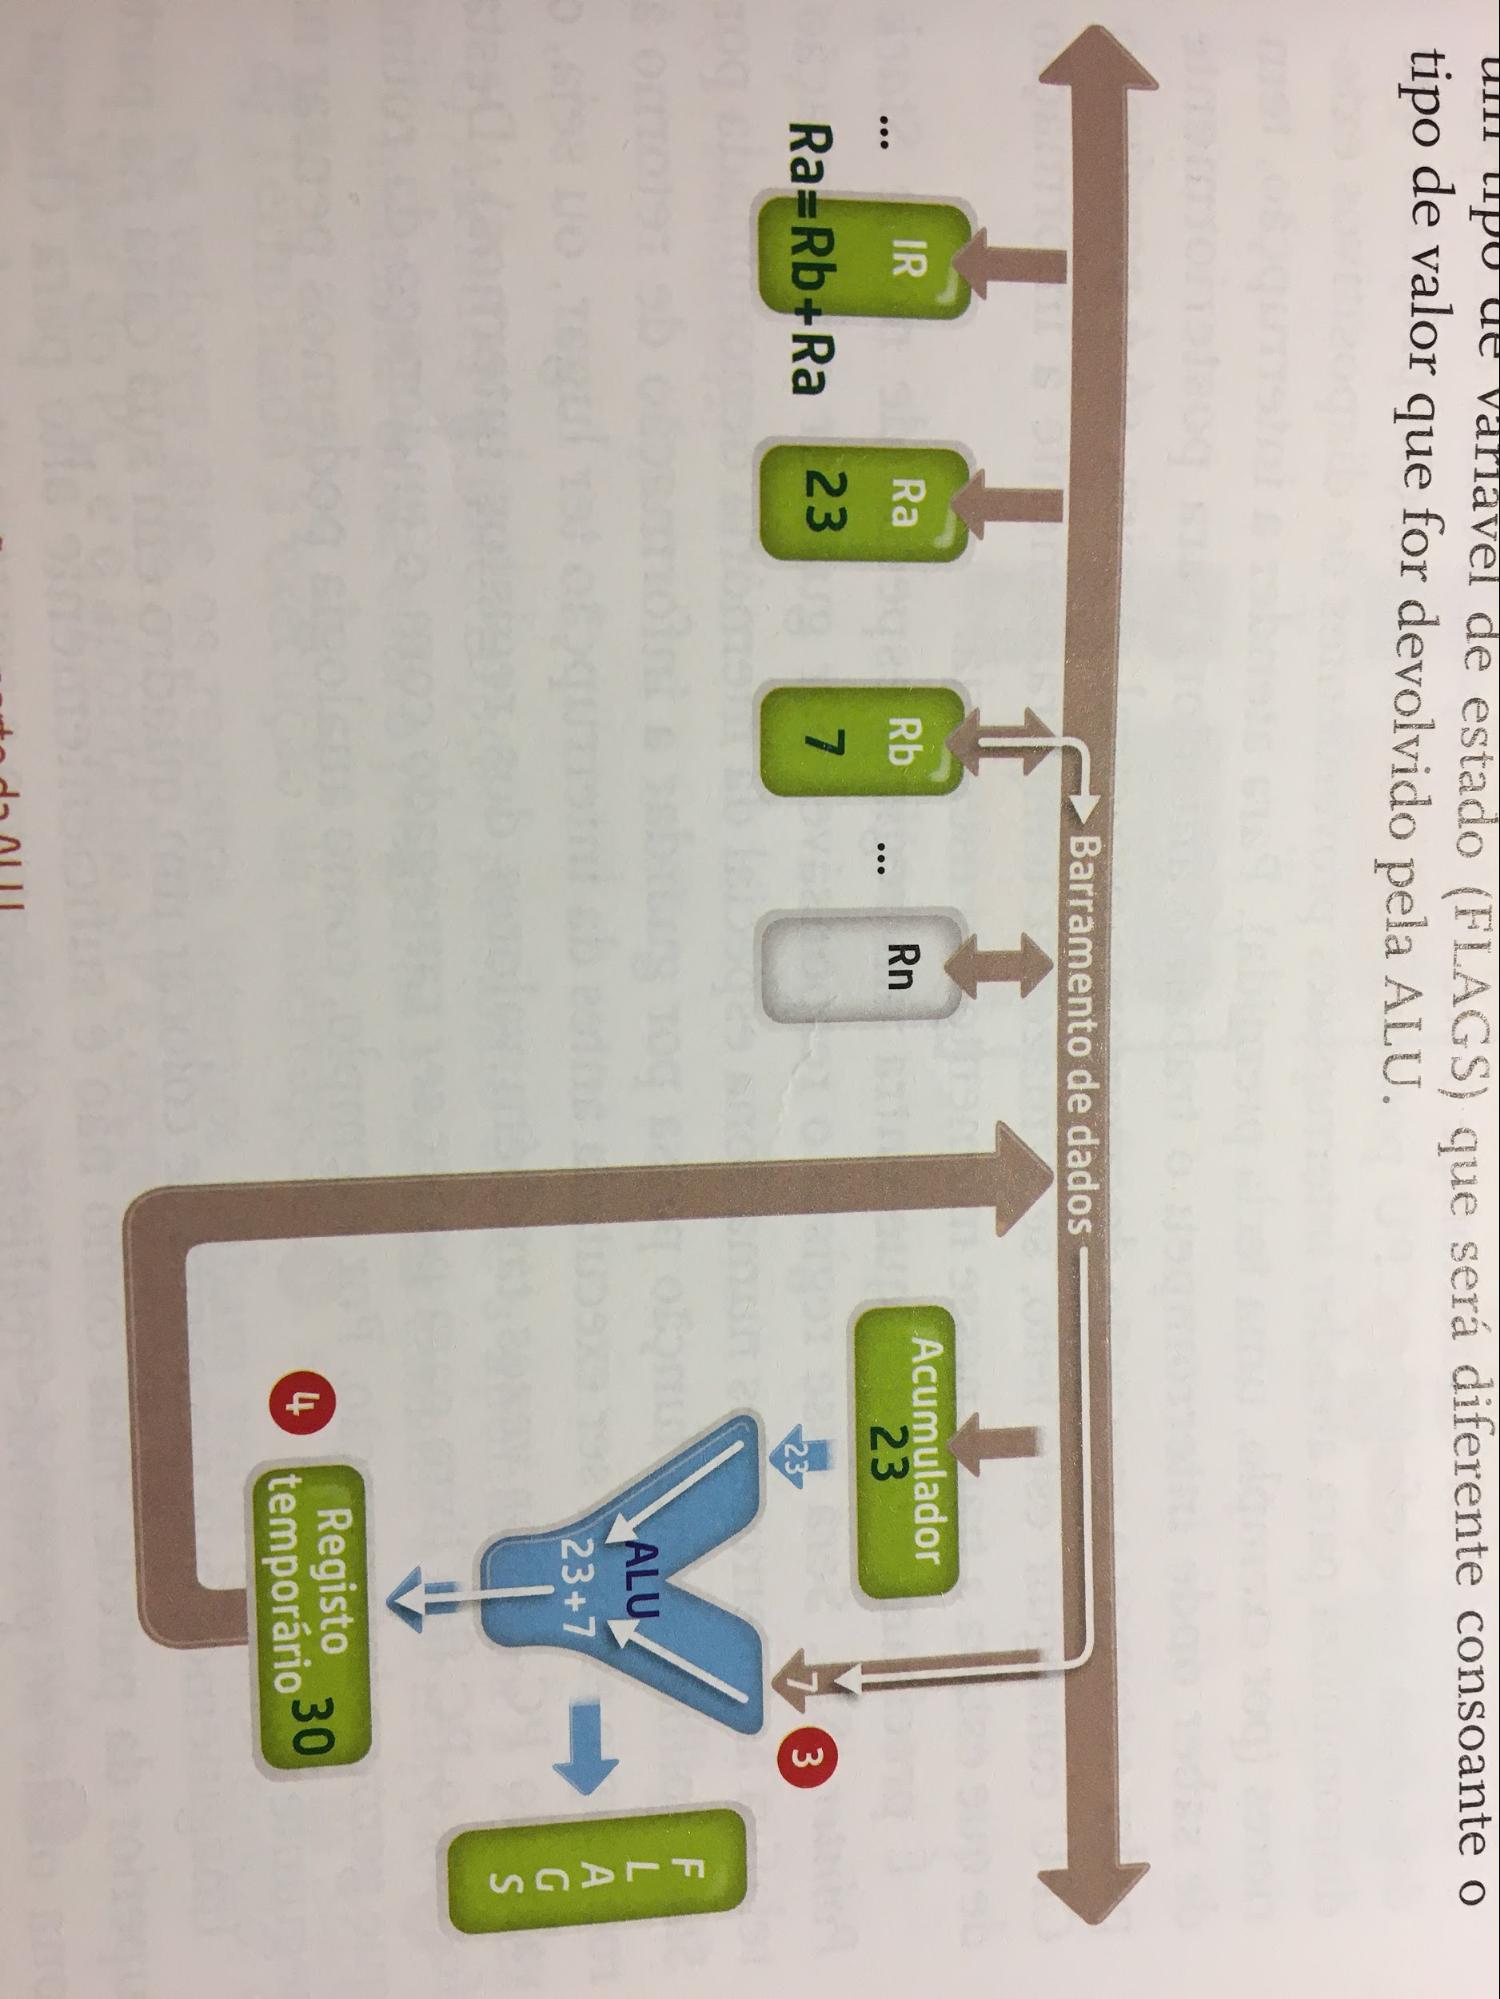 um tipo de variável de estado (FLAGS) que será diferente consoante o
tipo de valor que for devolvido pela ALU.
Barramento de dados
...
IR
Ra=Rb+Ra
Ra
23
Rb
7
...
Rn
Acumulador
23
23
7
3
ALU
23+7
FLAGS
4
Registo
temporário 30